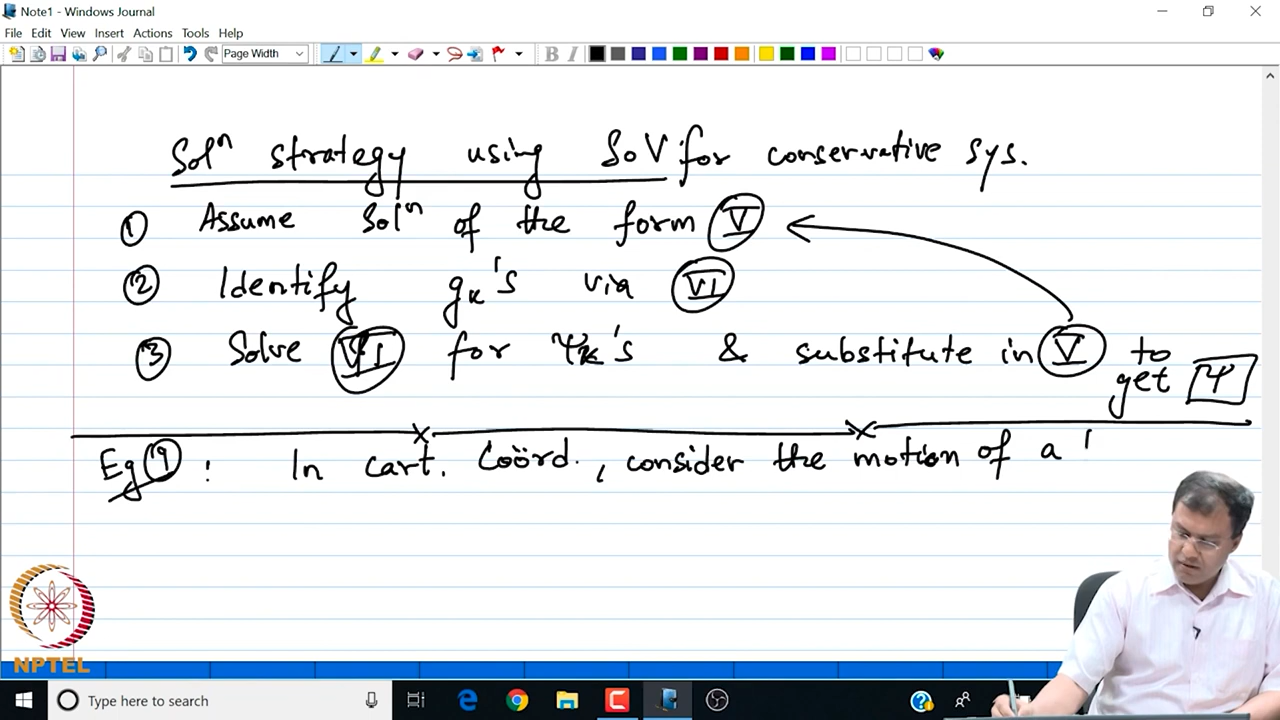 Note1 - Windows Journal
File Edit View Insert Actions Tools Help
Page Width
Solⁿ strategy using SoV for conservative sys.
① Assume Solⁿ of the form Ⅴ
② Identify gₖ's via Ⅵ
③ Solve Ⅵ for Ψₖ's & substitute in Ⅴ to
get Ψ
Eg ⑨ : In cart. Coörd., consider the motion of a
NPTEL
Type here to search